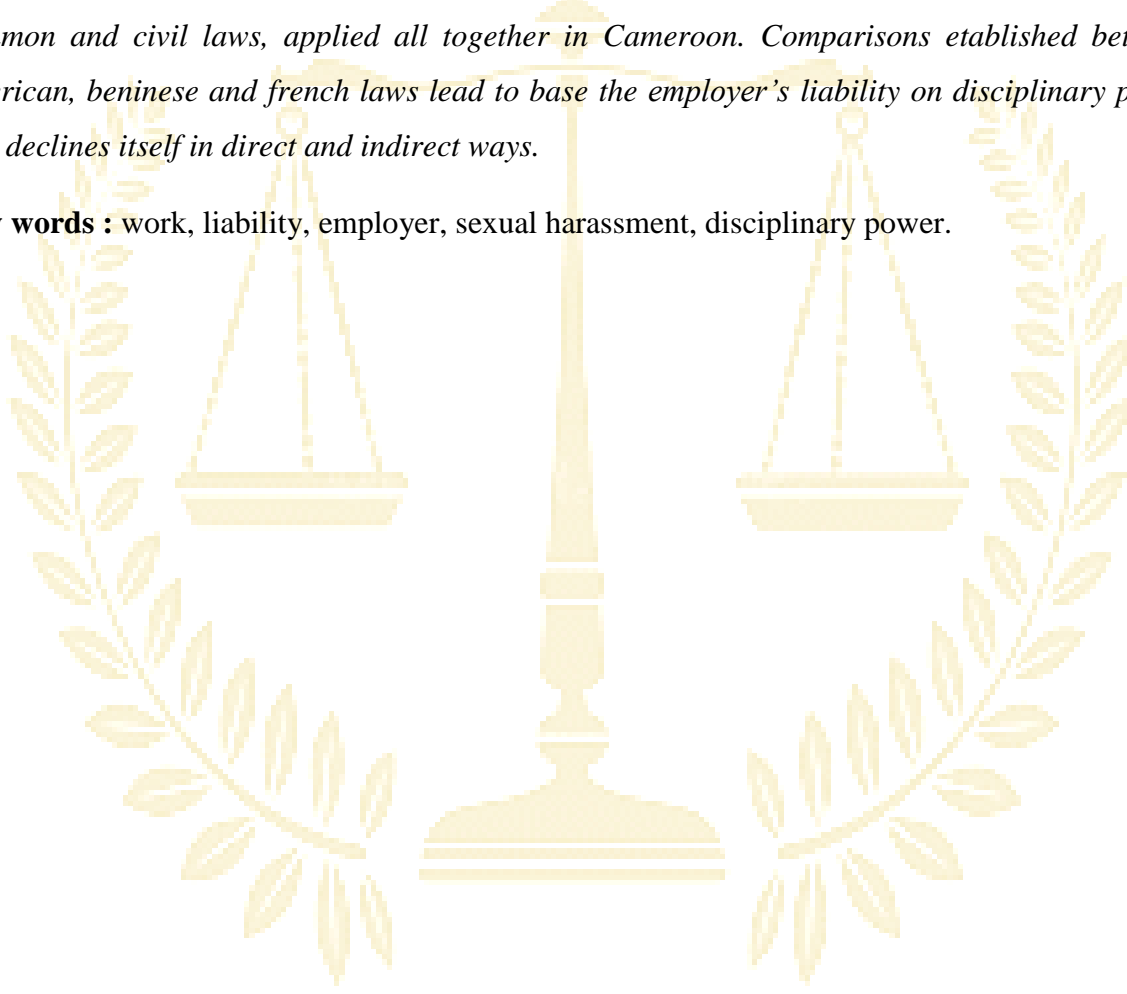 mon and civil laws, applied all together in Cameroon. Comparisons etablished bet
rican, beninese and french laws lead to base the employer's liability on disciplinary p
declines itself in direct and indirect ways.
words : work, liability, employer, sexual harassment, disciplinary power.